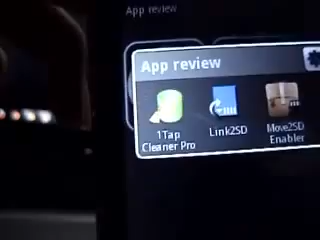 App review
App review
1Tap
Cleaner Pro
Link2SD
Move2SD
Enabler